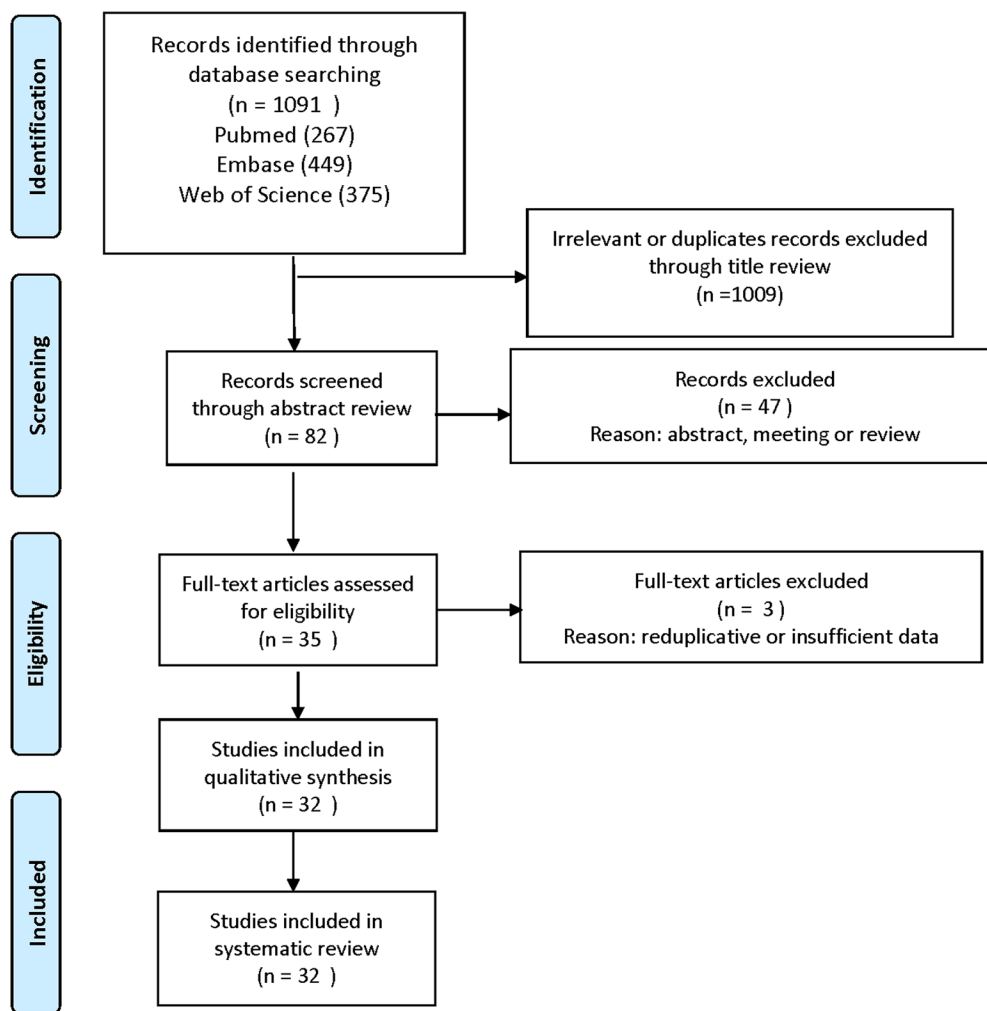 Identification
Records identified through
database searching
(n = 1091  )
Pubmed (267)
Embase (449)
Web of Science (375)
Irrelevant or duplicates records excluded
through title review
(n =1009)
Screening
Records screened
through abstract review
(n = 82  )
Records excluded
(n = 47  )
Reason: abstract, meeting or review
Eligibility
Full-text articles assessed
for eligibility
(n = 35  )
Full-text articles excluded
(n =  3  )
Reason: reduplicative or insufficient data
Studies included in
qualitative synthesis
(n = 32  )
Included
Studies included in
systematic review
(n = 32  )